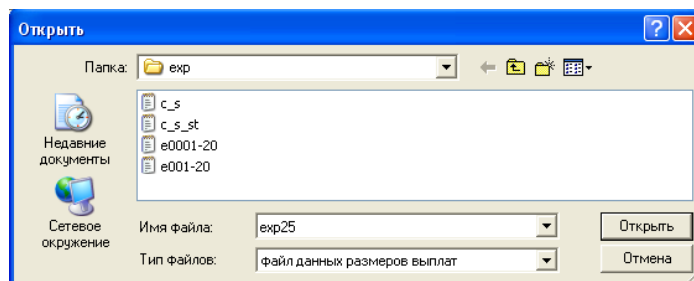 Открыть
Папка: exp
c_s
c_s_st
e0001-20
e001-20
Недавние
документы
Сетевое
окружение
Имя файла: exp25 Открыть
Тип файлов: файл данных размеров выплат Отмена